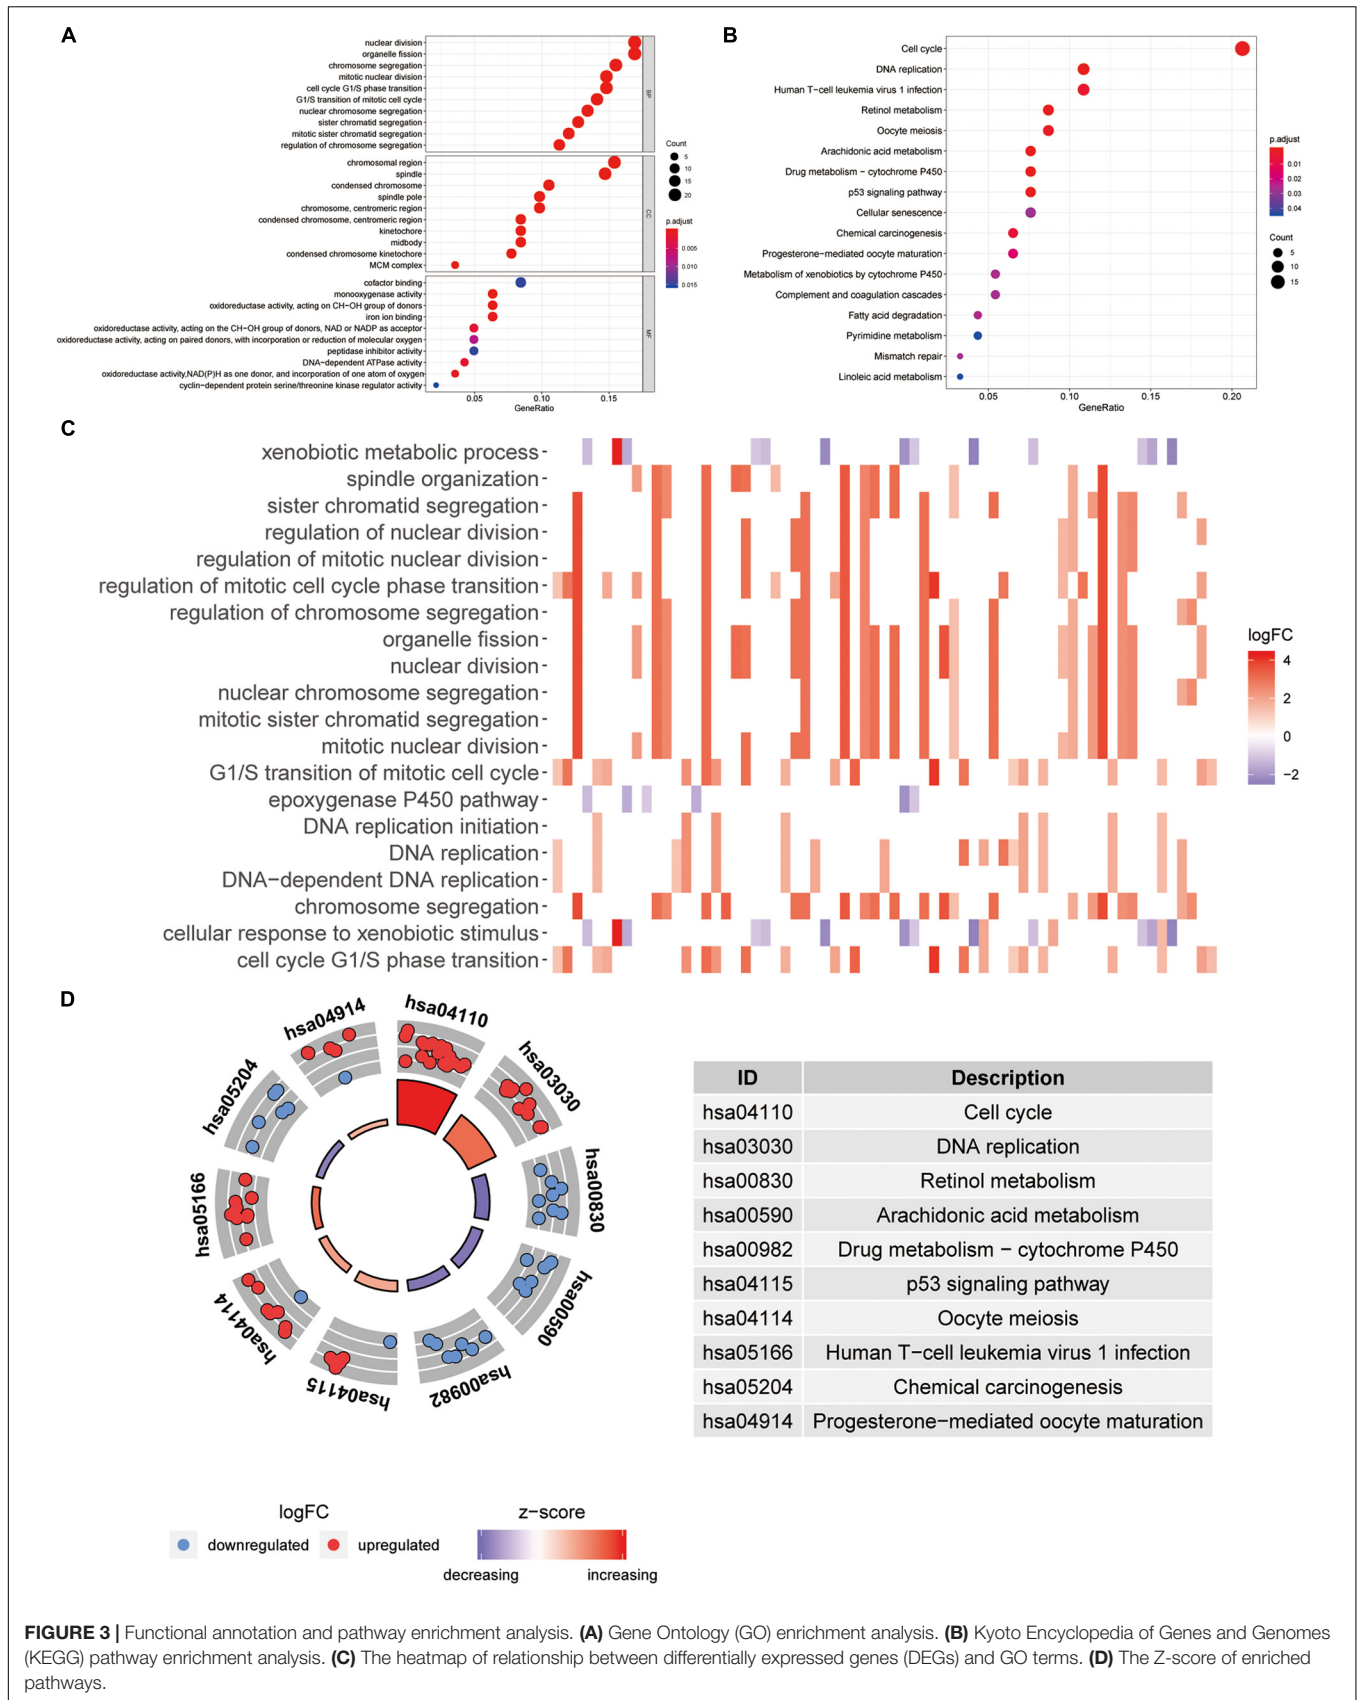 A
nuclear division
organelle fission
chromosome segregation
mitotic nuclear division
cell cycle G1/S phase transition
G1/S transition of mitotic cell cycle
nuclear chromosome segregation
sister chromatid segregation
mitotic sister chromatid segregation
regulation of chromosome segregation
BP
chromosomal region
spindle
condensed chromosome
spindle pole
chromosome, centromeric region
condensed chromosome, centromeric region
kinetochore
midbody
condensed chromosome kinetochore
MCM complex
CC
cofactor binding
monooxygenase activity
oxidoreductase activity, acting on CH−OH group of donors
iron ion binding
oxidoreductase activity, acting on the CH−OH group of donors, NAD or NADP as acceptor
oxidoreductase activity, acting on paired donors, with incorporation or reduction of molecular oxygen
peptidase inhibitor activity
DNA−dependent ATPase activity
oxidoreductase activity,NAD(P)H as one donor, and incorporation of one atom of oxygen
cyclin−dependent protein serine/threonine kinase regulator activity
MF
0.05 0.10 0.15
GeneRatio
Count
5
10
15
20
p.adjust
0.005
0.010
0.015
B
Cell cycle
DNA replication
Human T−cell leukemia virus 1 infection
Retinol metabolism
Oocyte meiosis
Arachidonic acid metabolism
Drug metabolism − cytochrome P450
p53 signaling pathway
Cellular senescence
Chemical carcinogenesis
Progesterone−mediated oocyte maturation
Metabolism of xenobiotics by cytochrome P450
Complement and coagulation cascades
Fatty acid degradation
Pyrimidine metabolism
Mismatch repair
Linoleic acid metabolism
0.05 0.10 0.15 0.20
GeneRatio
p.adjust
0.01
0.02
0.03
0.04
Count
5
10
15
C
xenobiotic metabolic process
spindle organization
sister chromatid segregation
regulation of nuclear division
regulation of mitotic nuclear division
regulation of mitotic cell cycle phase transition
regulation of chromosome segregation
organelle fission
nuclear division
nuclear chromosome segregation
mitotic sister chromatid segregation
mitotic nuclear division
G1/S transition of mitotic cell cycle
epoxygenase P450 pathway
DNA replication initiation
DNA replication
DNA−dependent DNA replication
chromosome segregation
cellular response to xenobiotic stimulus
cell cycle G1/S phase transition
logFC
4
2
0
−2
D
hsa04110
hsa03030
hsa00830
hsa00590
hsa00982
hsa04115
hsa04114
hsa05166
hsa05204
hsa04914
ID Description
hsa04110 Cell cycle
hsa03030 DNA replication
hsa00830 Retinol metabolism
hsa00590 Arachidonic acid metabolism
hsa00982 Drug metabolism − cytochrome P450
hsa04115 p53 signaling pathway
hsa04114 Oocyte meiosis
hsa05166 Human T−cell leukemia virus 1 infection
hsa05204 Chemical carcinogenesis
hsa04914 Progesterone−mediated oocyte maturation
logFC
downregulated upregulated
z−score
decreasing increasing
FIGURE 3 | Functional annotation and pathway enrichment analysis. (A) Gene Ontology (GO) enrichment analysis. (B) Kyoto Encyclopedia of Genes and Genomes
(KEGG) pathway enrichment analysis. (C) The heatmap of relationship between differentially expressed genes (DEGs) and GO terms. (D) The Z-score of enriched
pathways.